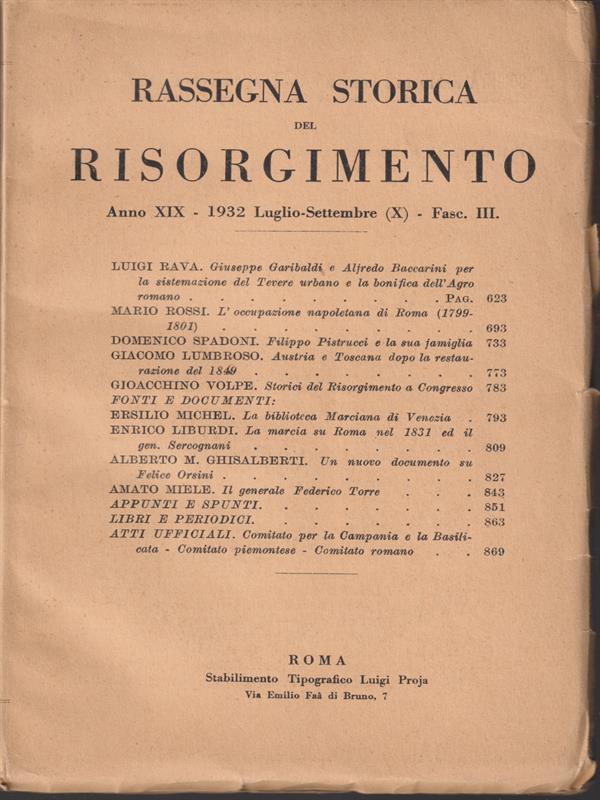 RASSEGNA STORICA
DEL
RISORGIMENTO
Anno XIX - 1932 Luglio-Settembre (X) - Fasc. III.
LUIGI RAVA. Giuseppe Garibaldi e Alfredo Baccarini per
la sistemazione del Tevere urbano e la bonifica dell'Agro
romano . . . . . . . . . PAG. 623
MARIO ROSSI. L'occupazione napoletana di Roma (1799-
1801) . . . . . . . . . 693
DOMENICO SPADONI. Filippo Pistrucci e la sua famiglia 733
GIACOMO LUMBROSO. Austria e Toscana dopo la restau-
razione del 1849 . . . . . . . 773
GIOACCHINO VOLPE. Storici del Risorgimento a Congresso 783
FONTI E DOCUMENTI:
ERSILIO MICHEL. La biblioteca Marciana di Venezia . 793
ENRICO LIBURDI. La marcia su Roma nel 1831 ed il
gen. Sercognani . . . . . . . 809
ALBERTO M. GHISALBERTI. Un nuovo documento su
Felice Orsini . . . . . . . . 827
AMATO MIELE. Il generale Federico Torre . . . 843
APPUNTI E SPUNTI. . . . . . . . 851
LIBRI E PERIODICI. . . . . . . . 863
ATTI UFFICIALI. Comitato per la Campania e la Basili-
cata - Comitato piemontese - Comitato romano . . 869
ROMA
Stabilimento Tipografico Luigi Proja
Via Emilio Faà di Bruno, 7